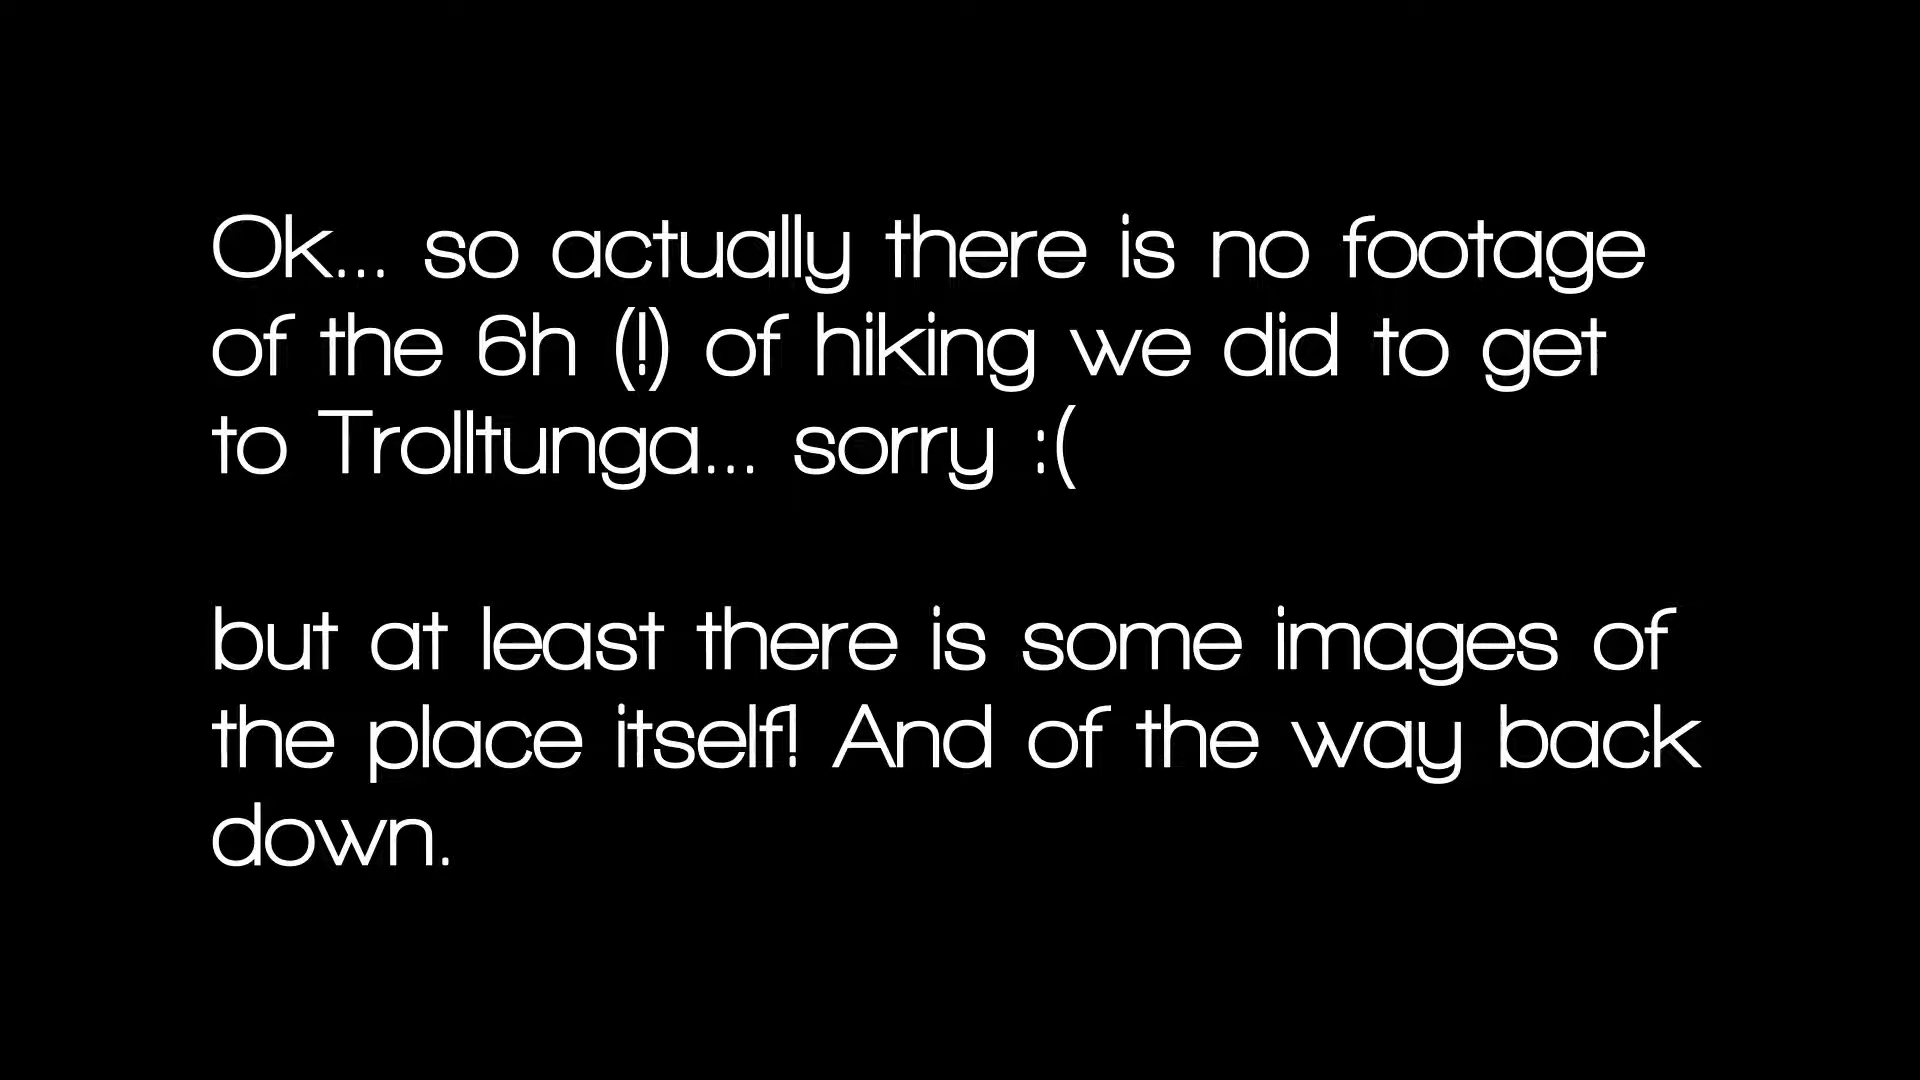 Ok... so actually there is no footage
of the 6h (!) of hiking we did to get
to Trolltunga... sorry :(
but at least there is some images of
the place itself! And of the way back
down.